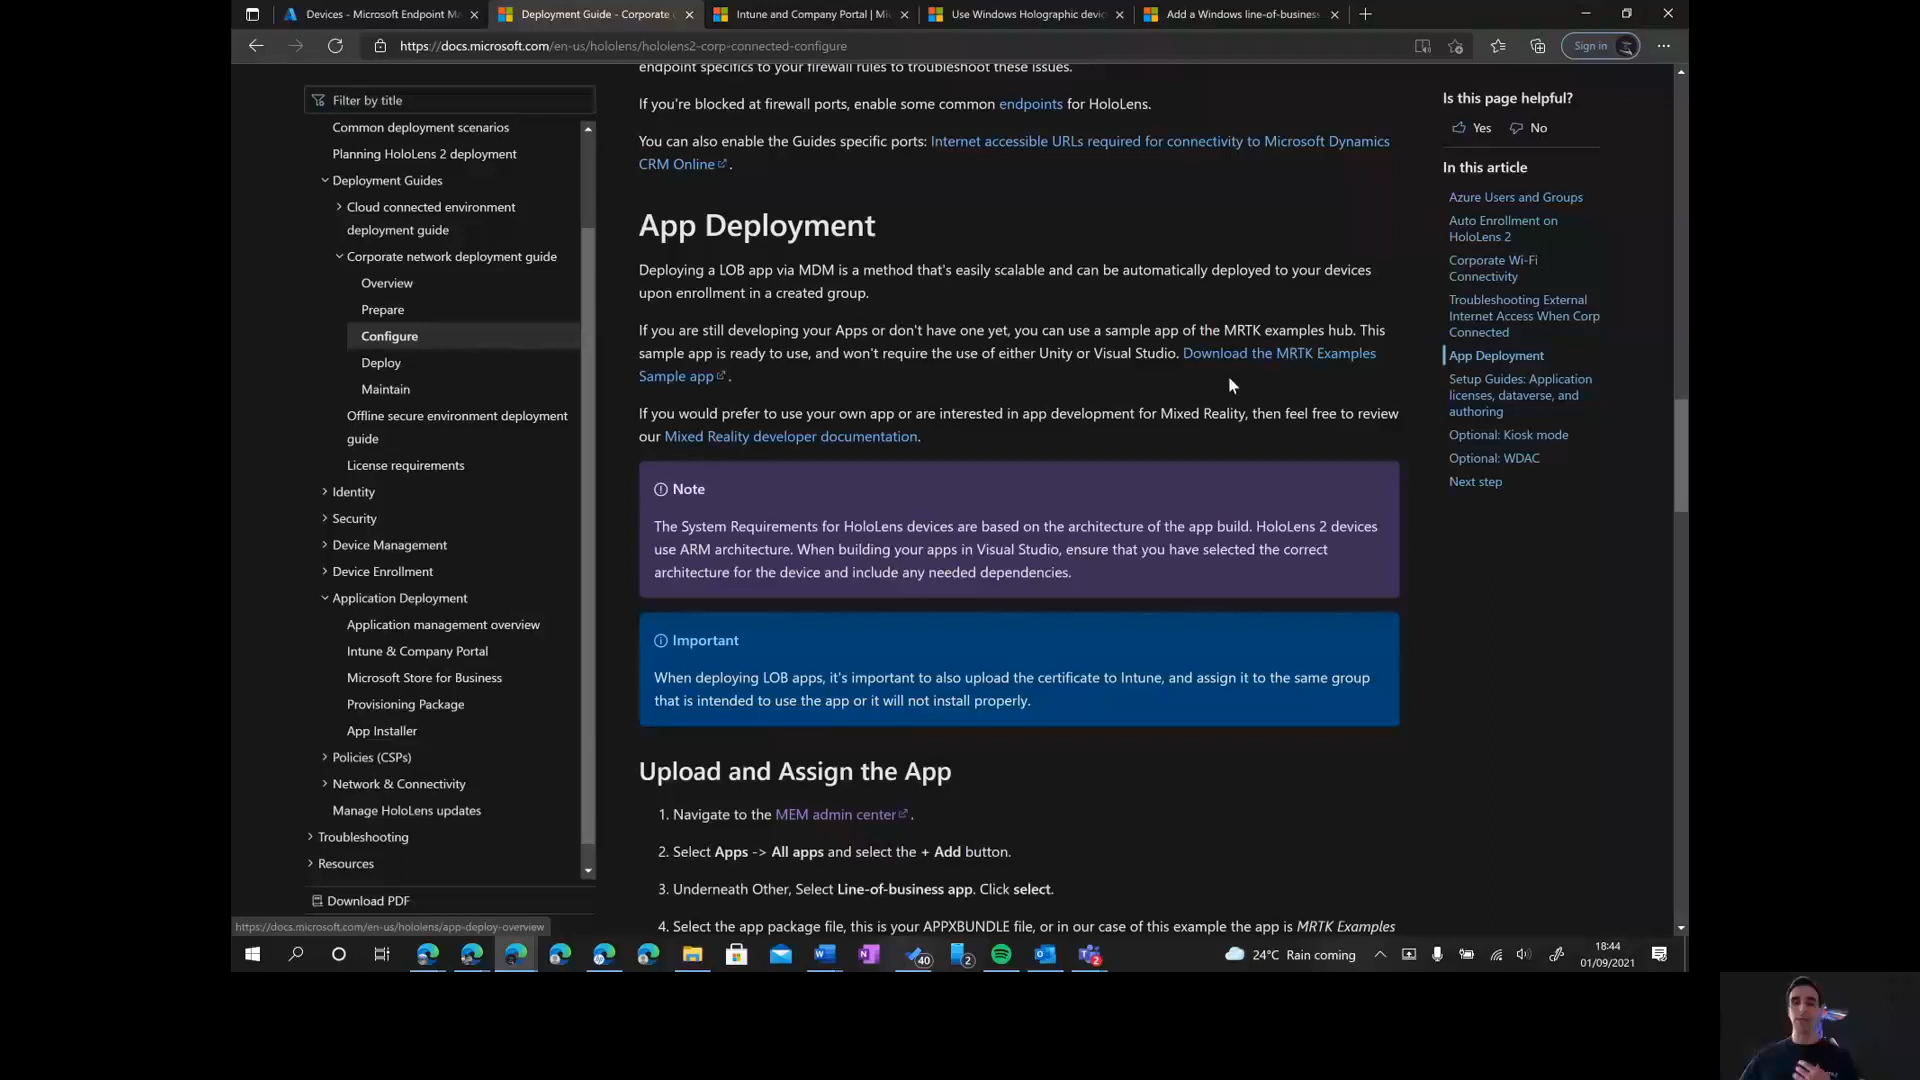 Devices - Microsoft Endpoint Ma
Deployment Guide - Corporate c
Intune and Company Portal | Mi
Use Windows Holographic devic
Add a Windows line-of-business
https://docs.microsoft.com/en-us/hololens/hololens2-corp-connected-configure
Sign in
Filter by title
Common deployment scenarios
Planning HoloLens 2 deployment
Deployment Guides
Cloud connected environment
deployment guide
Corporate network deployment guide
Overview
Prepare
Configure
Deploy
Maintain
Offline secure environment deployment
guide
License requirements
Identity
Security
Device Management
Device Enrollment
Application Deployment
Application management overview
Intune & Company Portal
Microsoft Store for Business
Provisioning Package
App Installer
Policies (CSPs)
Network & Connectivity
Manage HoloLens updates
Troubleshooting
Resources
Download PDF
https://docs.microsoft.com/en-us/hololens/app-deploy-overview
endpoint specifics to your firewall rules to troubleshoot these issues.
If you're blocked at firewall ports, enable some common endpoints for HoloLens.
You can also enable the Guides specific ports: Internet accessible URLs required for connectivity to Microsoft Dynamics
CRM Online .
App Deployment
Deploying a LOB app via MDM is a method that's easily scalable and can be automatically deployed to your devices
upon enrollment in a created group.
If you are still developing your Apps or don't have one yet, you can use a sample app of the MRTK examples hub. This
sample app is ready to use, and won't require the use of either Unity or Visual Studio. Download the MRTK Examples
Sample app .
If you would prefer to use your own app or are interested in app development for Mixed Reality, then feel free to review
our Mixed Reality developer documentation.
Note
The System Requirements for HoloLens devices are based on the architecture of the app build. HoloLens 2 devices
use ARM architecture. When building your apps in Visual Studio, ensure that you have selected the correct
architecture for the device and include any needed dependencies.
Important
When deploying LOB apps, it's important to also upload the certificate to Intune, and assign it to the same group
that is intended to use the app or it will not install properly.
Upload and Assign the App
1. Navigate to the MEM admin center .
2. Select Apps -> All apps and select the + Add button.
3. Underneath Other, Select Line-of-business app. Click select.
4. Select the app package file, this is your APPXBUNDLE file, or in our case of this example the app is MRTK Examples
Is this page helpful?
Yes No
In this article
Azure Users and Groups
Auto Enrollment on
HoloLens 2
Corporate Wi-Fi
Connectivity
Troubleshooting External
Internet Access When Corp
Connected
App Deployment
Setup Guides: Application
licenses, dataverse, and
authoring
Optional: Kiosk mode
Optional: WDAC
Next step
40
2
2
24°C Rain coming
18:44
01/09/2021